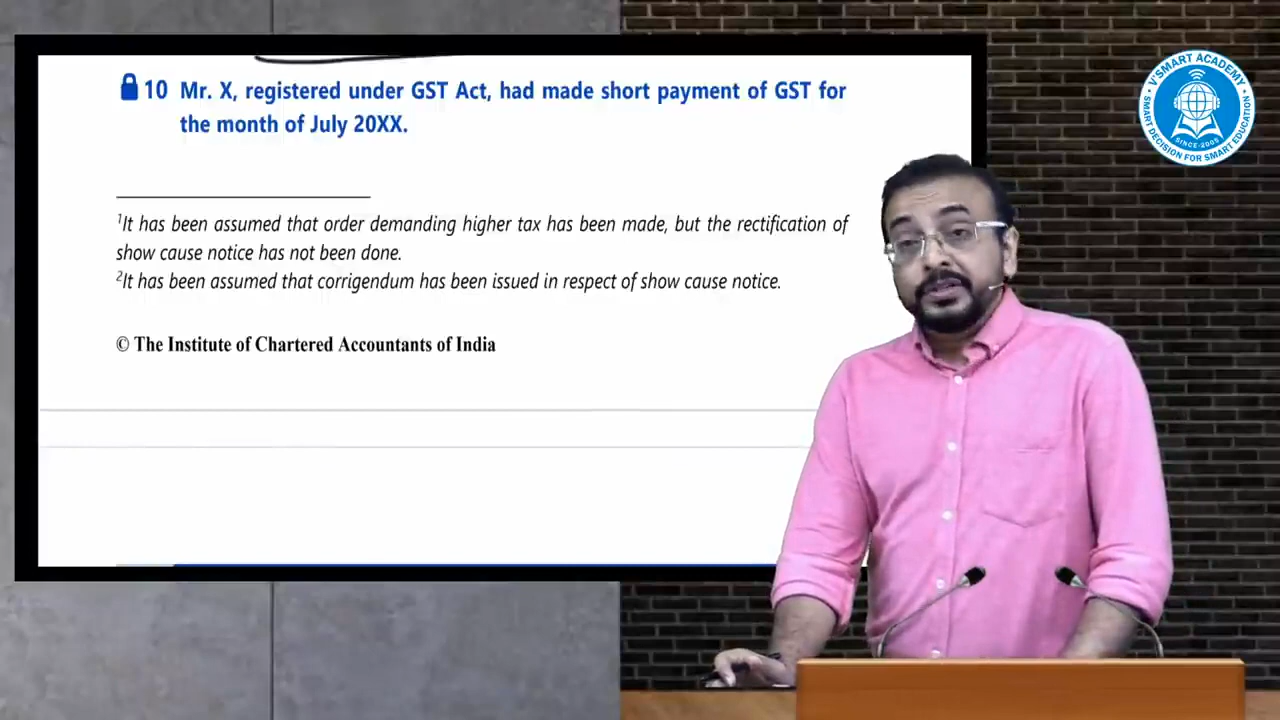 10 Mr. X, registered under GST Act, had made short payment of GST for
the month of July 20XX.
¹It has been assumed that order demanding higher tax has been made, but the rectification of
show cause notice has not been done.
²It has been assumed that corrigendum has been issued in respect of show cause notice.
© The Institute of Chartered Accountants of India
V'SMART ACADEMY
SMART DECISION FOR SMART EDUCATION
SINCE-2005